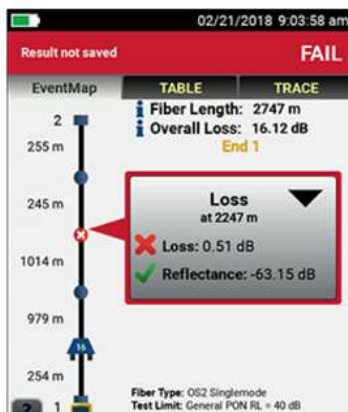 02/21/2018 9:03:58 am
Result not saved
FAIL
EventMap
TABLE
TRACE
Fiber Length: 2747 m
Overall Loss: 16.12 dB
End 1
2
255 m
245 m
1014 m
979 m
16
254 m
1
Loss
at 2247 m
Loss: 0.51 dB
Reflectance: -63.15 dB
Fiber Type: OS2 Singlemode
Test Limit: General PON RL = 40 dB
?